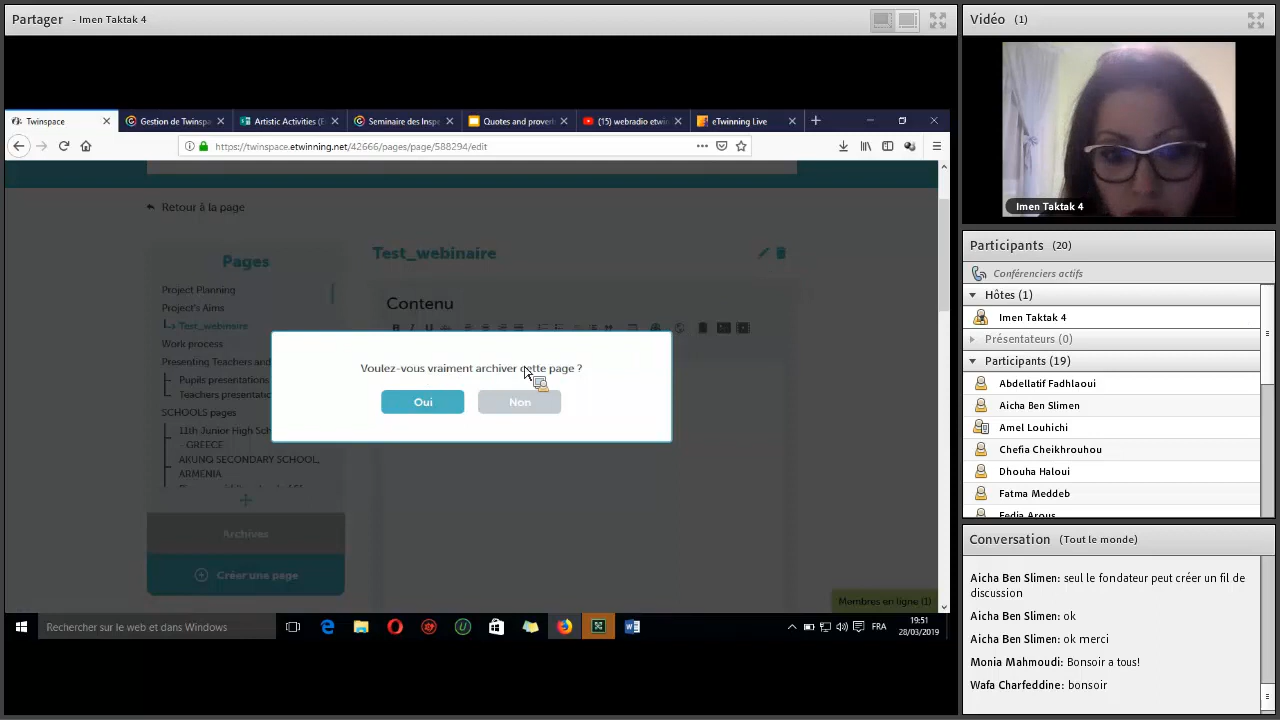 Partager - Imen Taktak 4
Twinspace
Gestion de Twinspa
Artistic Activities (E
Seminaire des Inspe
Quotes and proverb
(15) webradio etwin
eTwinning Live
https://twinspace.etwinning.net/42666/pages/page/588294/edit
Retour à la page
Pages
Project Planning
Project's Aims
Test_webinaire
Work process
Presenting Teachers and
Pupils presentations
Teachers presentatio
SCHOOLS pages
11th Junior High Sch
- GREECE
AKUNQ SECONDARY SCHOOL,
ARMENIA
Archives
Créer une page
Test_webinaire
Contenu
Voulez-vous vraiment archiver cette page ?
Oui
Non
Membres en ligne (1)
Rechercher sur le web et dans Windows
FRA
19:51
28/03/2019
Vidéo (1)
Imen Taktak 4
Participants (20)
Conférenciers actifs
Hôtes (1)
Imen Taktak 4
Présentateurs (0)
Participants (19)
Abdellatif Fadhlaoui
Aicha Ben Slimen
Amel Louhichi
Chefia Cheikhrouhou
Dhouha Haloui
Fatma Meddeb
Fedia Arous
Conversation (Tout le monde)
Aicha Ben Slimen: seul le fondateur peut créer un fil de
discussion
Aicha Ben Slimen: ok
Aicha Ben Slimen: ok merci
Monia Mahmoudi: Bonsoir a tous!
Wafa Charfeddine: bonsoir